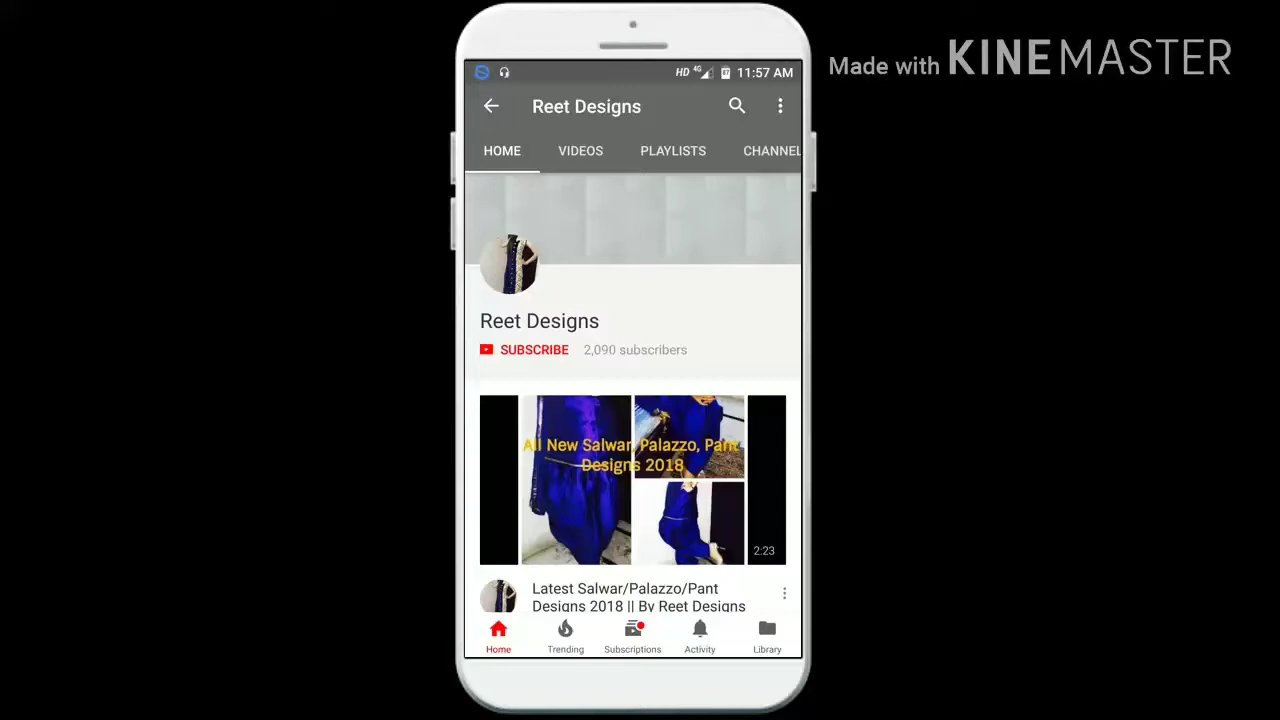 Made with KINEMASTER
HD 4G 87 11:57 AM
Reet Designs
HOME VIDEOS PLAYLISTS CHANNEL
Reet Designs
SUBSCRIBE 2,090 subscribers
All New Salwar, Palazzo, Pant
Designs 2018
2:23
Latest Salwar/Palazzo/Pant
Designs 2018 || By Reet Designs
Home Trending Subscriptions Activity Library